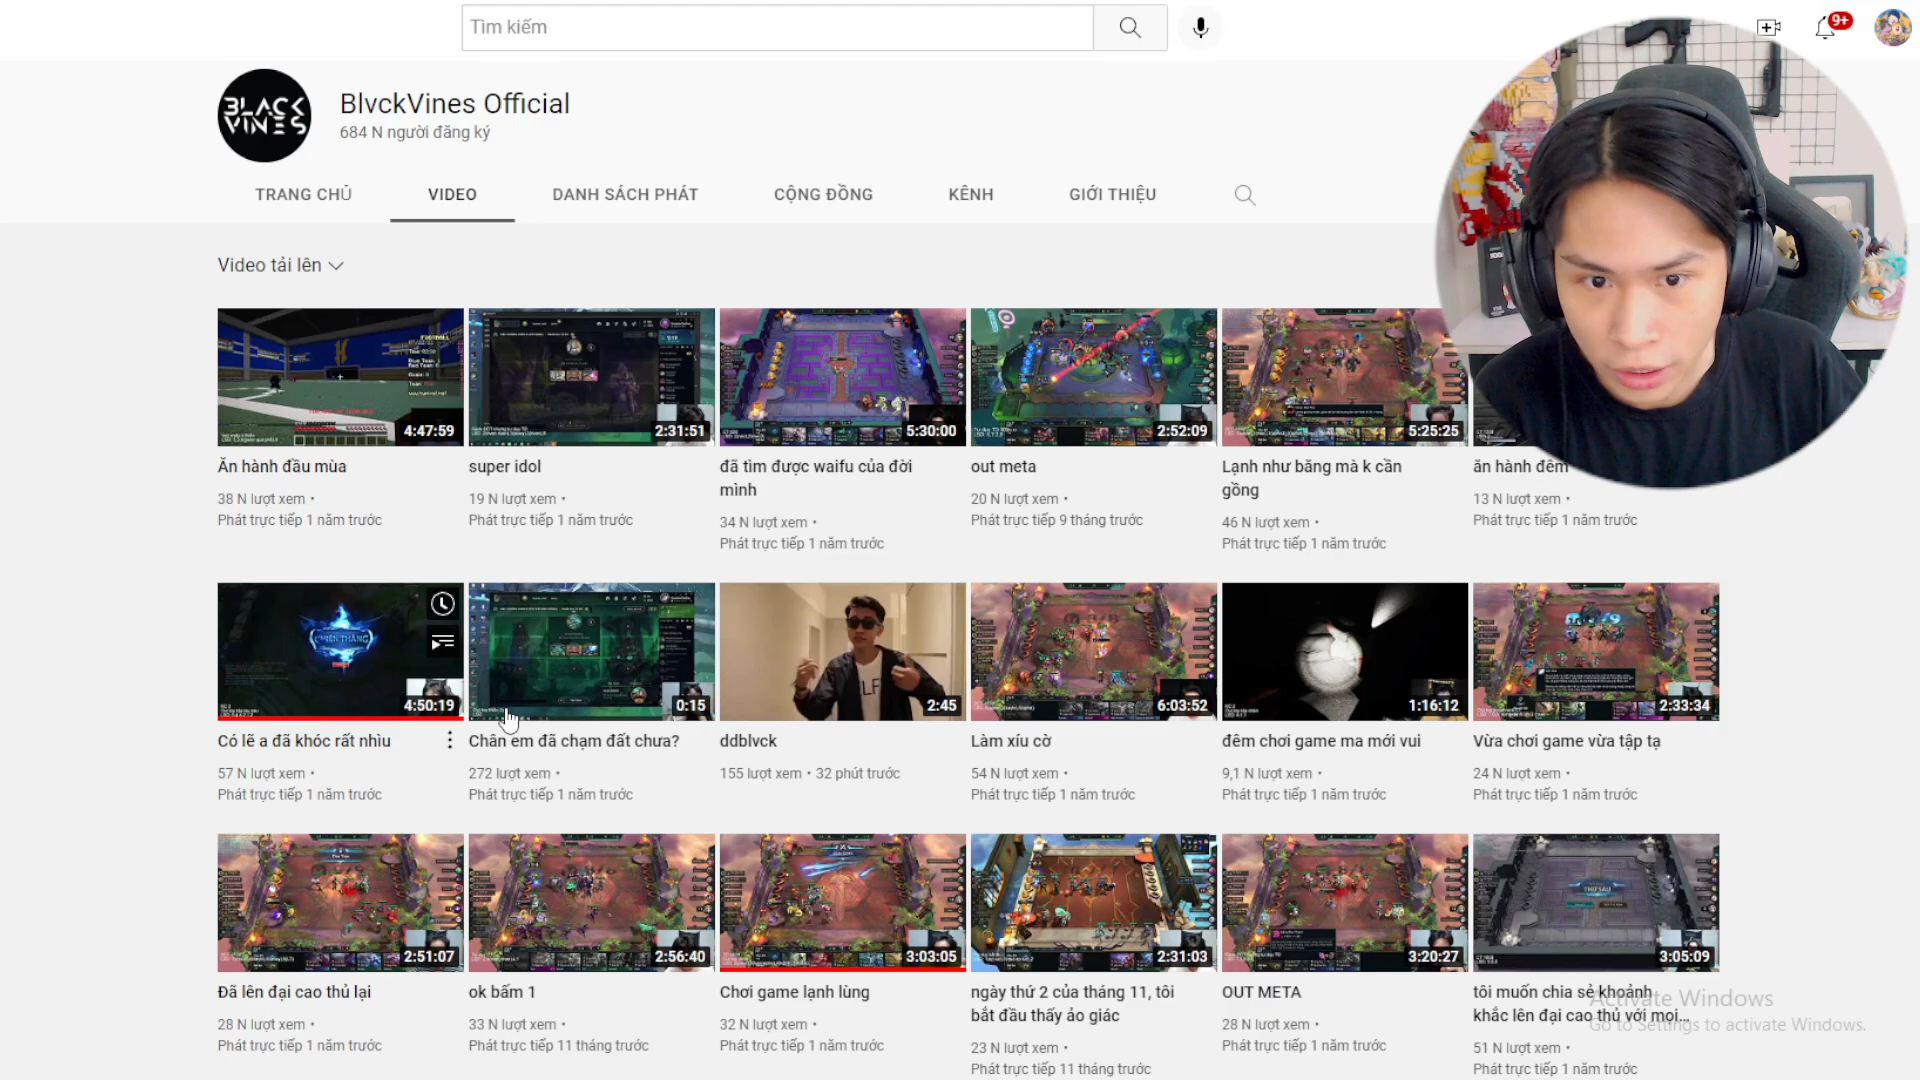 Tìm kiếm
9+
BLACK
VINES
BlvckVines Official
684 N người đăng ký
TRANG CHỦ
VIDEO
DANH SÁCH PHÁT
CỘNG ĐỒNG
KÊNH
GIỚI THIỆU
Video tải lên
4:47:59
2:31:51
5:30:00
2:52:09
5:25:25
Ăn hành đầu mùa
38 N lượt xem •
Phát trực tiếp 1 năm trước
super idol
19 N lượt xem •
Phát trực tiếp 1 năm trước
đã tìm được waifu của đời
mình
34 N lượt xem •
Phát trực tiếp 1 năm trước
out meta
20 N lượt xem •
Phát trực tiếp 9 tháng trước
Lạnh như băng mà k cần
gồng
46 N lượt xem •
Phát trực tiếp 1 năm trước
ăn hành đêm
13 N lượt xem •
Phát trực tiếp 1 năm trước
CHIẾN THẮNG
4:50:19
0:15
2:45
6:03:52
1:16:12
2:33:34
Có lẽ a đã khóc rất nhìu
57 N lượt xem •
Phát trực tiếp 1 năm trước
Chân em đã chạm đất chưa?
272 lượt xem •
Phát trực tiếp 1 năm trước
ddblvck
155 lượt xem • 32 phút trước
Làm xíu cờ
54 N lượt xem •
Phát trực tiếp 1 năm trước
đêm chơi game ma mới vui
9,1 N lượt xem •
Phát trực tiếp 1 năm trước
Vừa chơi game vừa tập tạ
24 N lượt xem •
Phát trực tiếp 1 năm trước
2:51:07
2:56:40
3:03:05
2:31:03
3:20:27
THỨ SÁU
3:05:09
Đã lên đại cao thủ lại
28 N lượt xem •
Phát trực tiếp 1 năm trước
ok bấm 1
33 N lượt xem •
Phát trực tiếp 11 tháng trước
Chơi game lạnh lùng
32 N lượt xem •
Phát trực tiếp 1 năm trước
ngày thứ 2 của tháng 11, tôi
bắt đầu thấy ảo giác
23 N lượt xem •
Phát trực tiếp 11 tháng trước
OUT META
28 N lượt xem •
Phát trực tiếp 1 năm trước
tôi muốn chia sẻ khoảnh
khắc lên đại cao thủ với mọi...
51 N lượt xem •
Phát trực tiếp 1 năm trước
Activate Windows
Go to Settings to activate Windows.